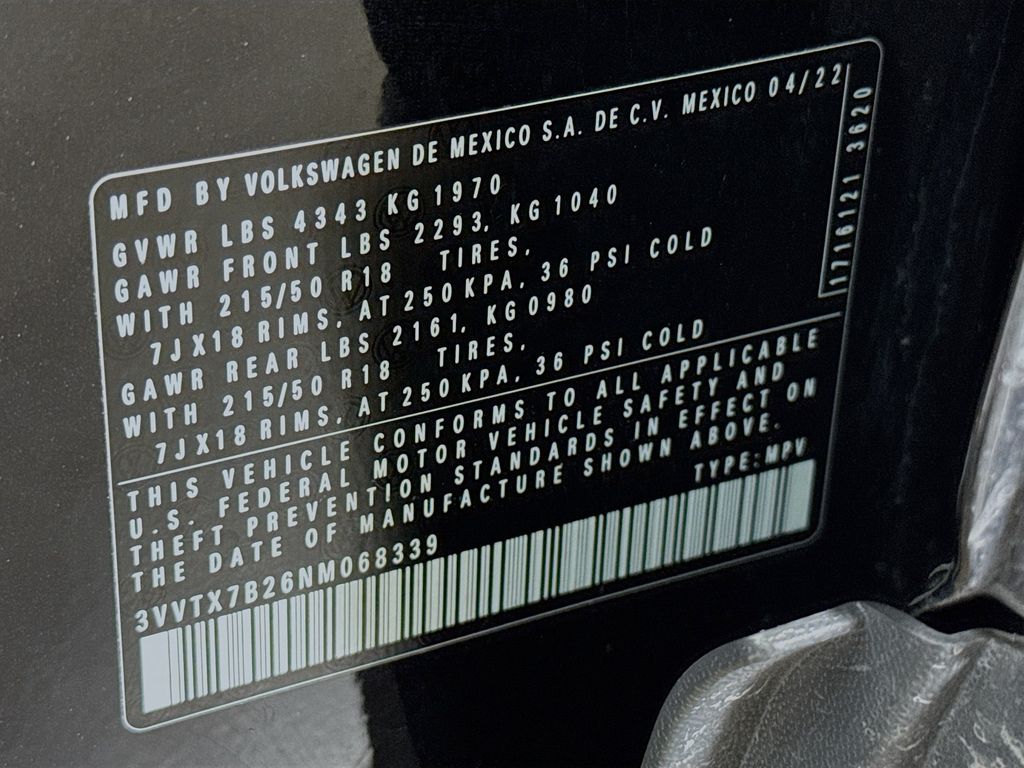 MFD BY VOLKSWAGEN DE MEXICO S.A. DE C.V. MEXICO 04/22
GVWR LBS 4343 KG 1970
GAWR FRONT LBS 2293, KG 1040
WITH 215/50 R18 TIRES,
7JX18 RIMS, AT 250 KPA, 36 PSI COLD
GAWR REAR LBS 2161, KG 0980
WITH 215/50 R18 TIRES,
7JX18 RIMS, AT 250 KPA, 36 PSI COLD
1716121 3620
THIS VEHICLE CONFORMS TO ALL APPLICABLE
U.S. FEDERAL MOTOR VEHICLE SAFETY AND
THEFT PREVENTION STANDARDS IN EFFECT ON
THE DATE OF MANUFACTURE SHOWN ABOVE.
3VVTX7B26NM068339 TYPE: MPV